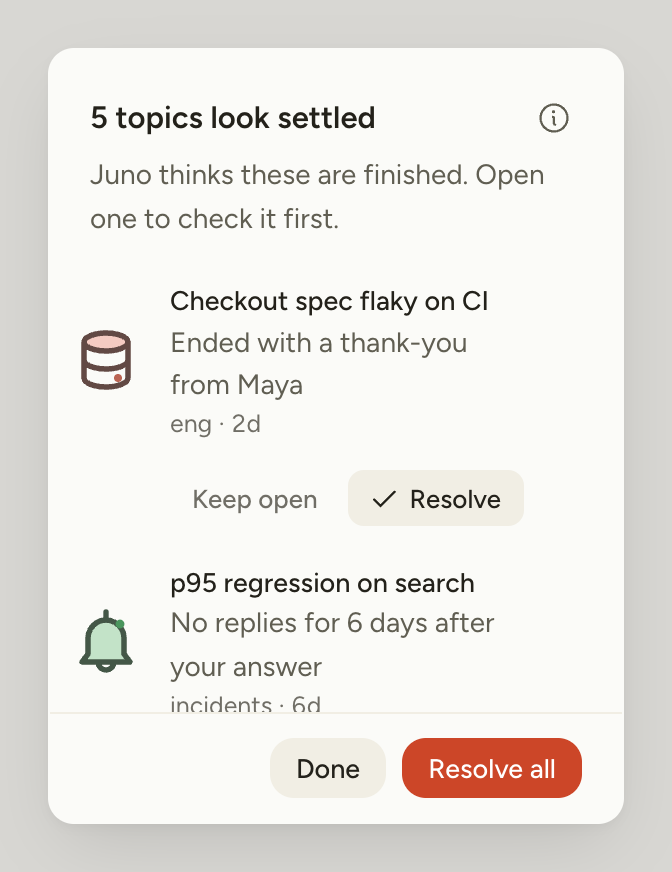 5 topics look settled
Juno thinks these are finished. Open
one to check it first.
Checkout spec flaky on CI
Ended with a thank-you
from Maya
eng · 2d
Keep open
Resolve
p95 regression on search
No replies for 6 days after
your answer
incidents · 6d
Done
Resolve all